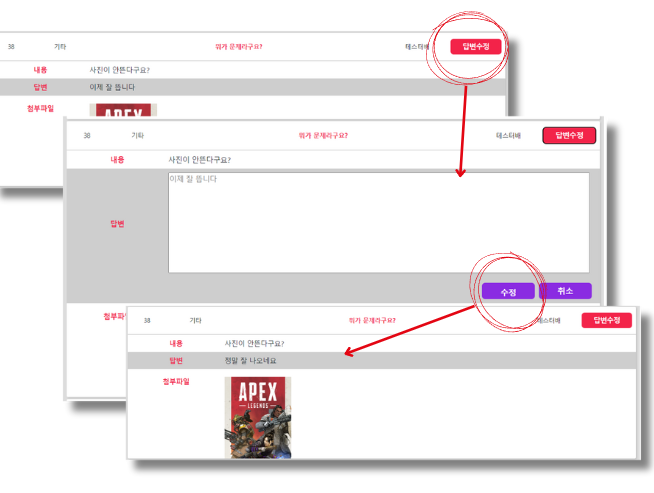 38 기타 뭐가 문제라구요? 테스터배 답변수정
내용 사진이 안뜬다구요?
답변 이제 잘 뜹니다
첨부파일
APEX
38 기타 뭐가 문제라구요? 테스터배 답변수정
내용 사진이 안뜬다구요?
답변 이제 잘 뜹니다
수정 취소
첨부파
38 기타 뭐가 문제라구요? 테스터배 답변수정
내용 사진이 안뜬다구요?
답변 정말 잘 나오네요
첨부파일
APEX
LEGENDS